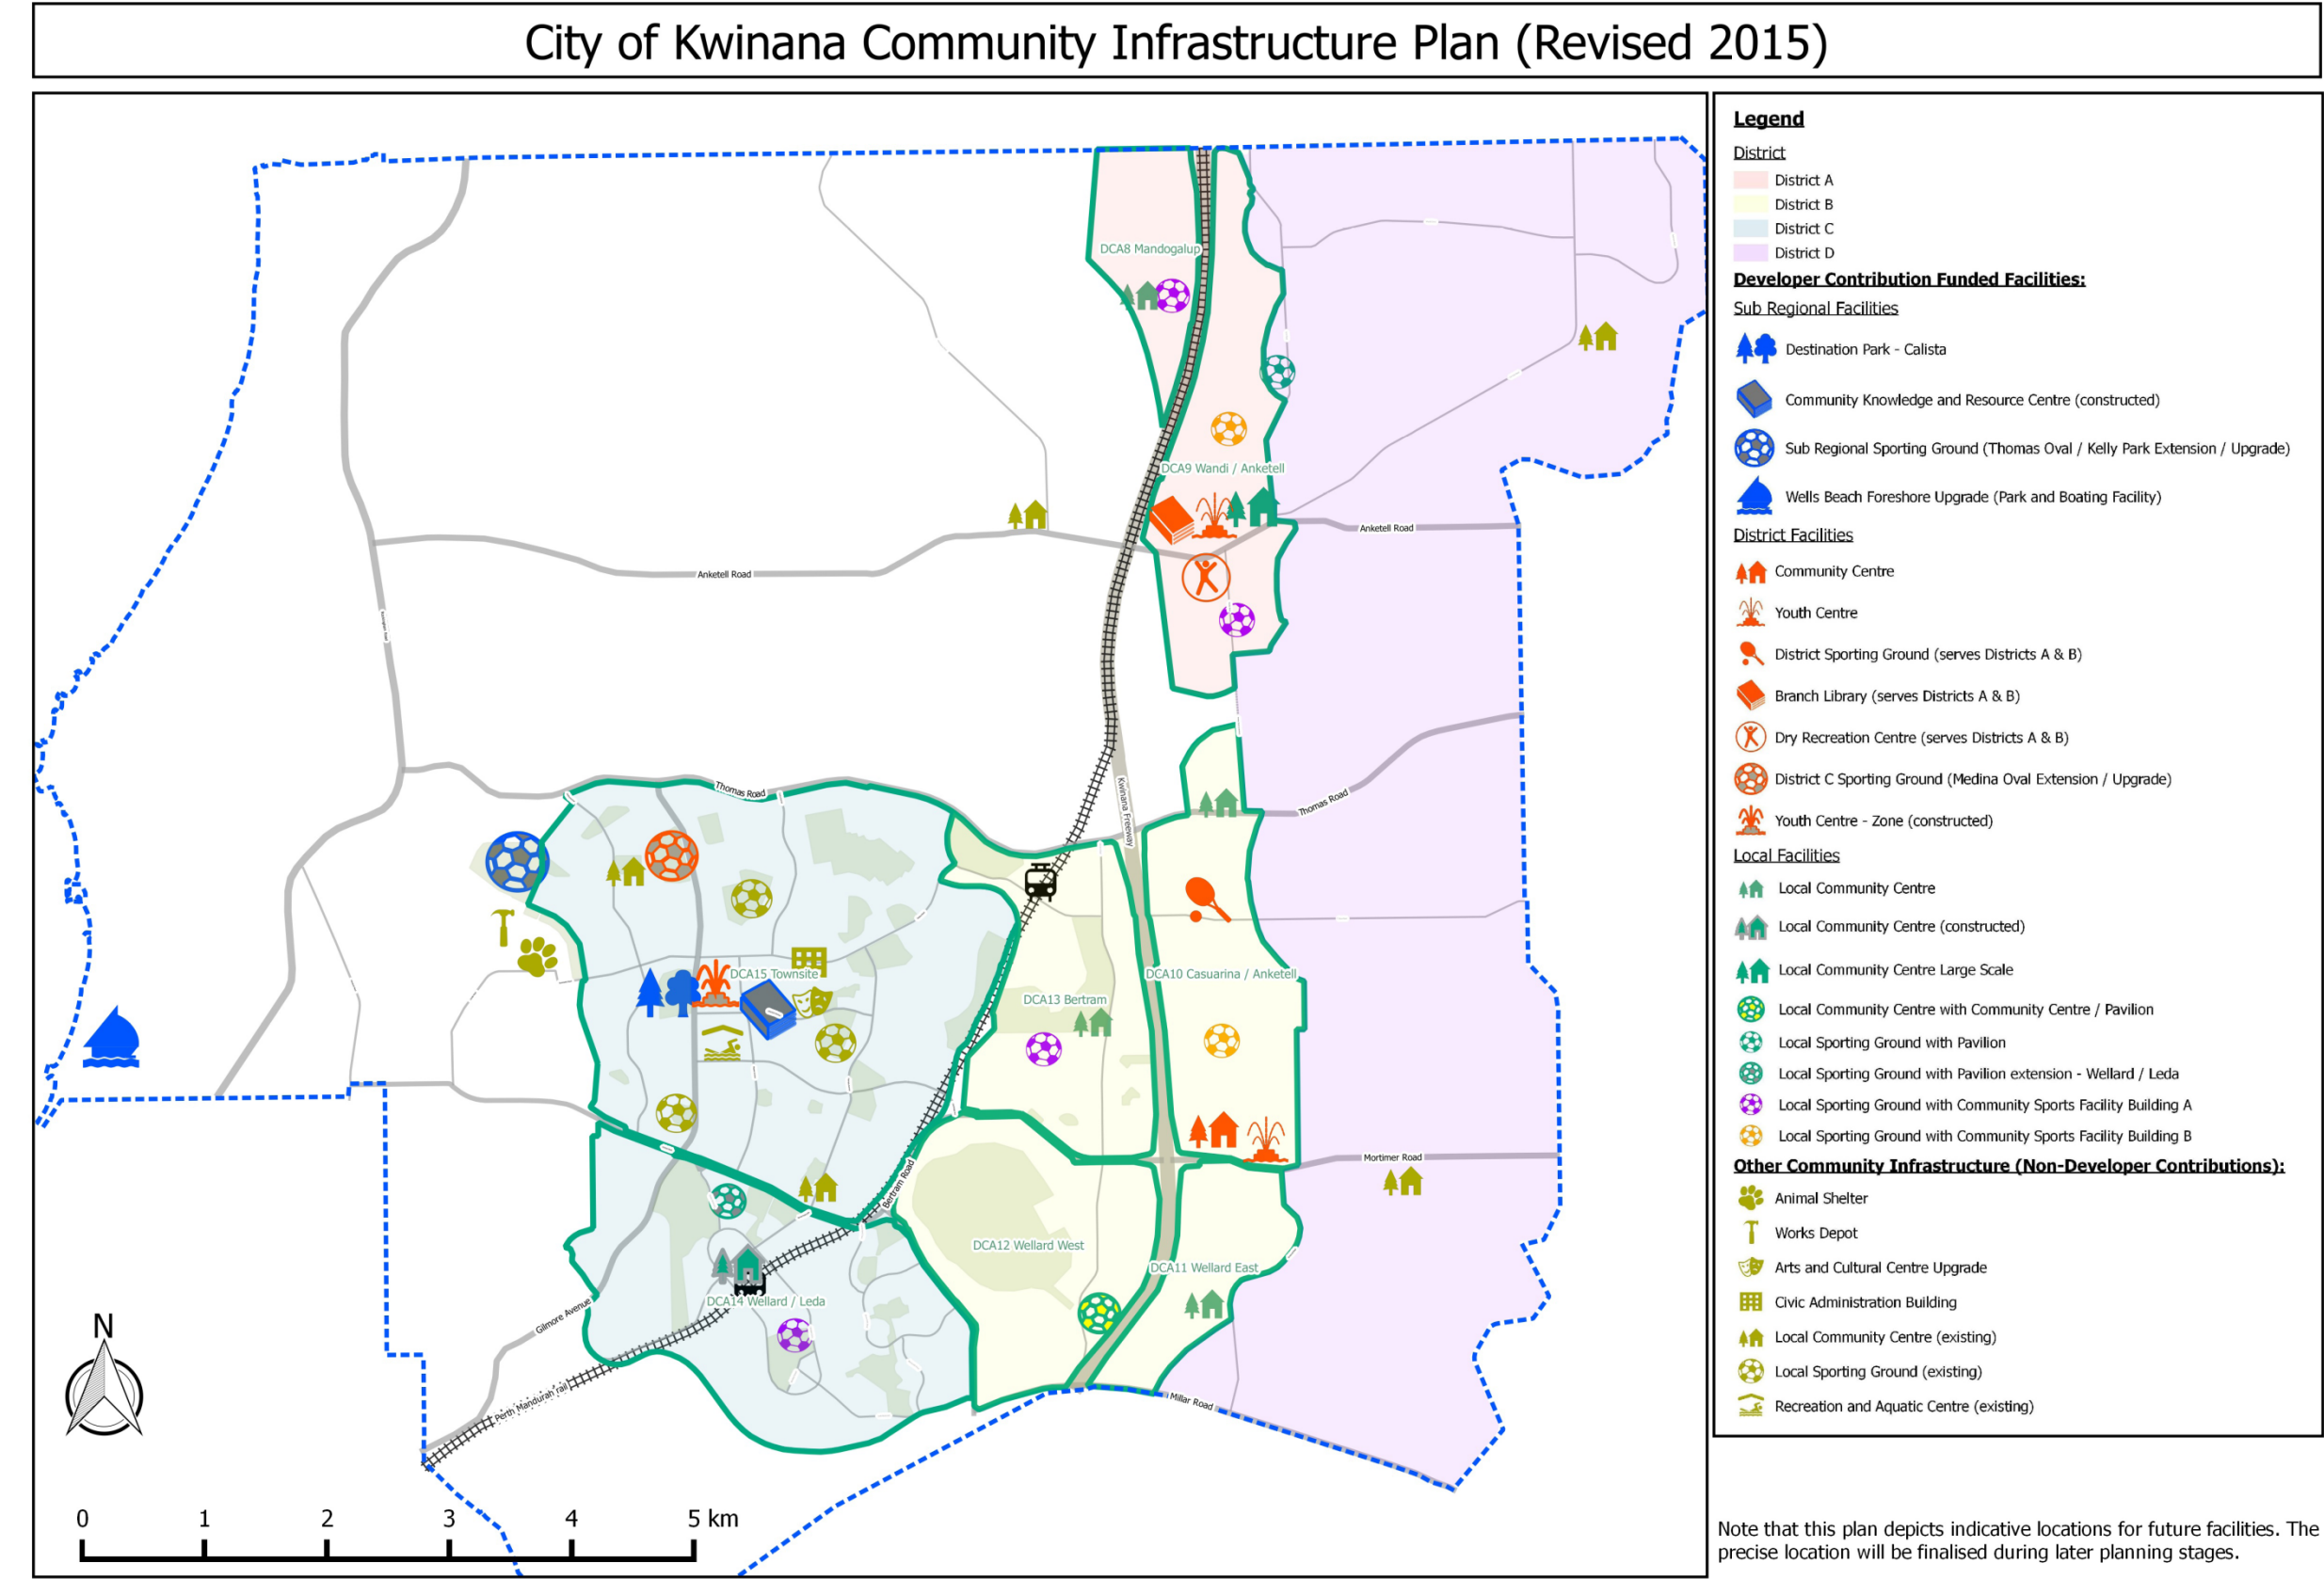 City of Kwinana Community Infrastructure Plan (Revised 2015)
DCA8 Mandogalup
DCA9 Wandi / Anketell
Anketell Road
Anketell Road
Thomas Road
Kwinana Freeway
Thomas Road
DCA15 Townsite
DCA10 Casuarina / Anketell
DCA13 Bertram
Mortimer Road
Bertram Road
DCA12 Wellard West
DCA11 Wellard East
DCA14 Wellard / Leda
Gilmore Avenue
Perth Mandurah rail
Millar Road
N
0 1 2 3 4 5 km
Legend
District
District A
District B
District C
District D
Developer Contribution Funded Facilities:
Sub Regional Facilities
Destination Park - Calista
Community Knowledge and Resource Centre (constructed)
Sub Regional Sporting Ground (Thomas Oval / Kelly Park Extension / Upgrade)
Wells Beach Foreshore Upgrade (Park and Boating Facility)
District Facilities
Community Centre
Youth Centre
District Sporting Ground (serves Districts A & B)
Branch Library (serves Districts A & B)
Dry Recreation Centre (serves Districts A & B)
District C Sporting Ground (Medina Oval Extension / Upgrade)
Youth Centre - Zone (constructed)
Local Facilities
Local Community Centre
Local Community Centre (constructed)
Local Community Centre Large Scale
Local Community Centre with Community Centre / Pavilion
Local Sporting Ground with Pavilion
Local Sporting Ground with Pavilion extension - Wellard / Leda
Local Sporting Ground with Community Sports Facility Building A
Local Sporting Ground with Community Sports Facility Building B
Other Community Infrastructure (Non-Developer Contributions):
Animal Shelter
Works Depot
Arts and Cultural Centre Upgrade
Civic Administration Building
Local Community Centre (existing)
Local Sporting Ground (existing)
Recreation and Aquatic Centre (existing)
Note that this plan depicts indicative locations for future facilities. The
precise location will be finalised during later planning stages.